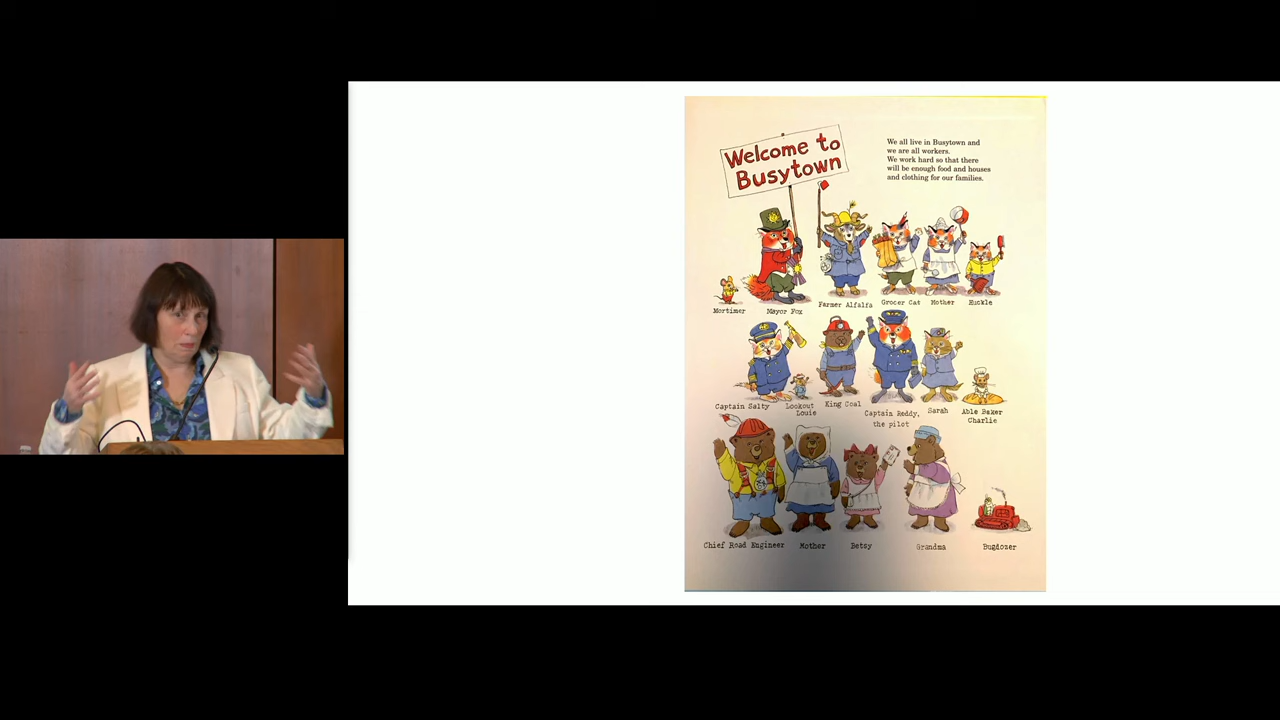 Welcome to
Busytown
We all live in Busytown and
we are all workers.
We work hard so that there
will be enough food and houses
and clothing for our families.
Mortimer
Mayor Fox
Farmer Alfalfa
Grocer Cat
Mother
Huckle
Captain Salty
Lookout
Louie
King Coal
Captain Reddy,
the pilot
Sarah
Able Baker
Charlie
Chief Road Engineer
Mother
Betsy
Grandma
Bugdozer